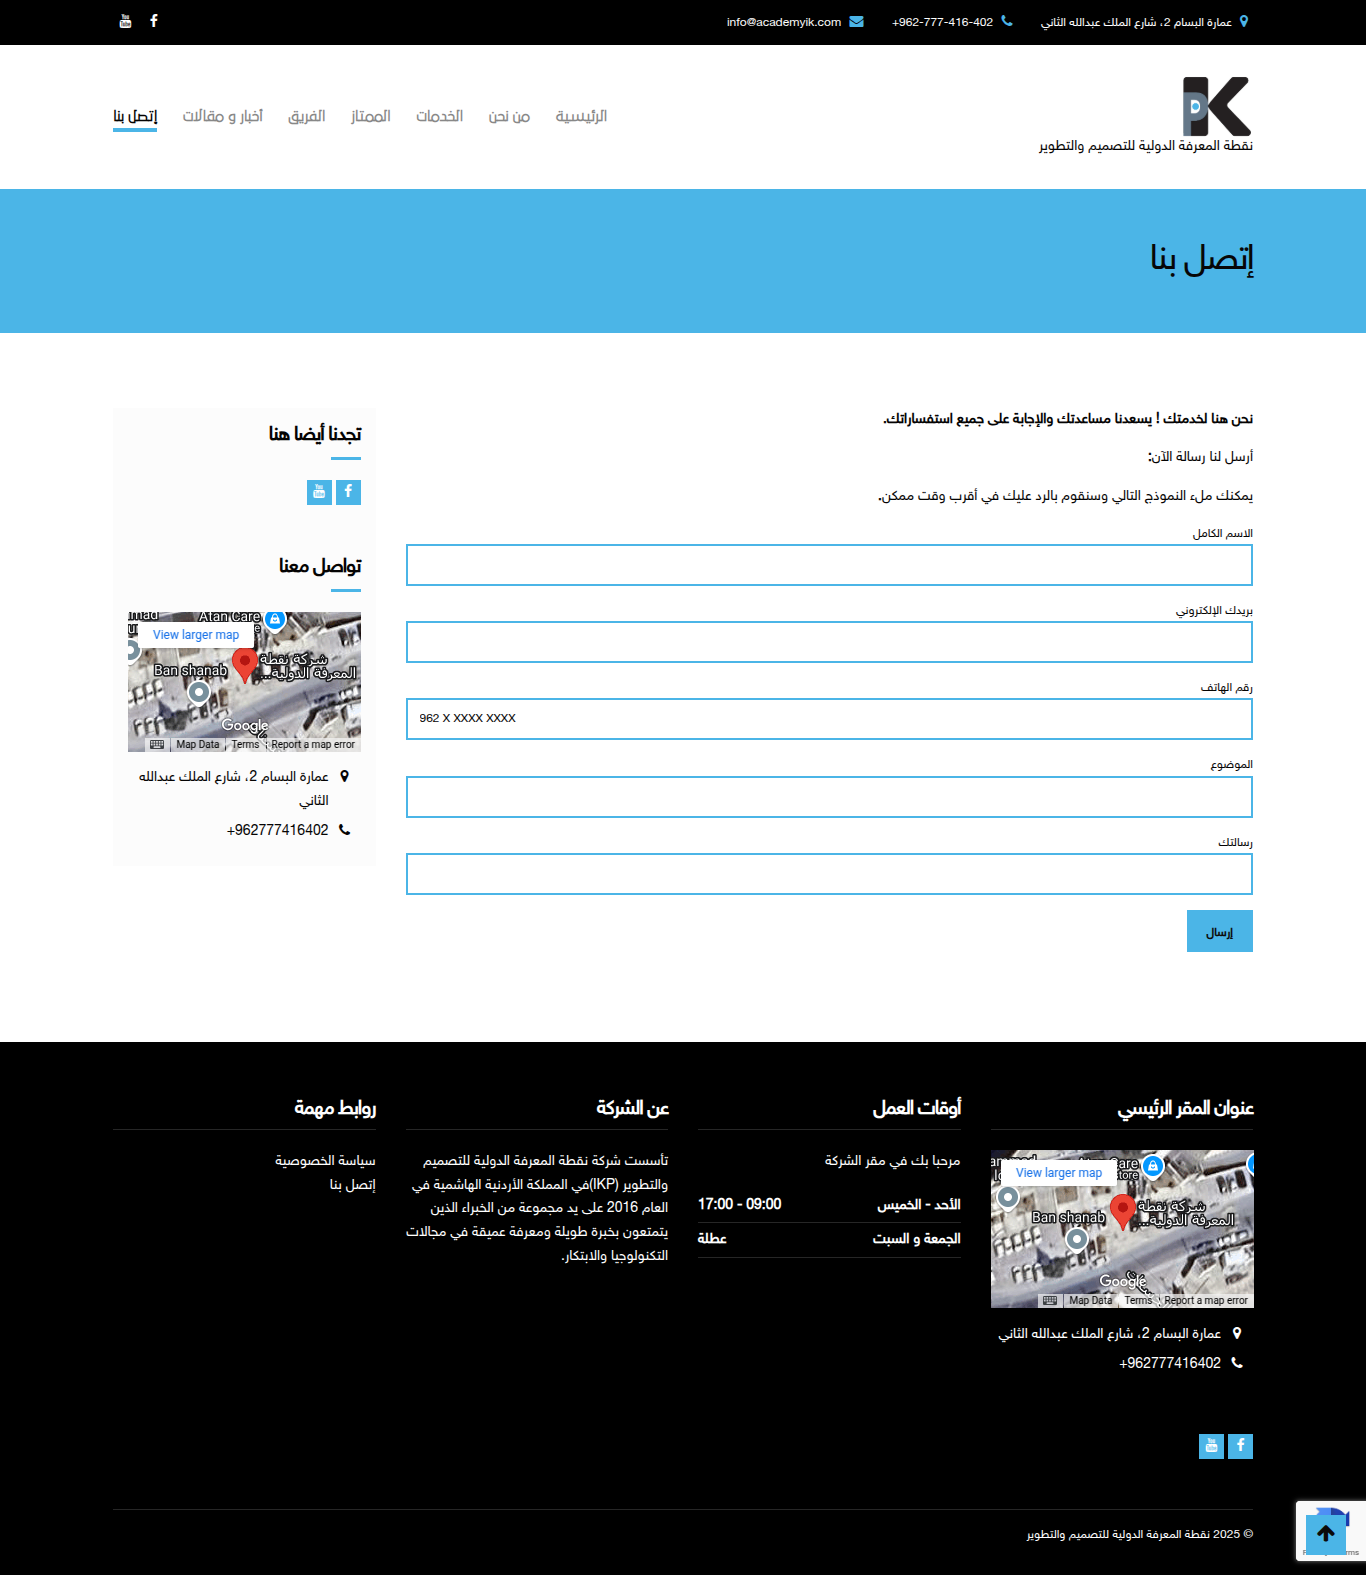 عمارة البسام 2، شارع الملك عبدالله الثاني
+962-777-416-402
info@academyik.com
نقطة المعرفة الدولية للتصميم والتطوير
الرئيسية
من نحن
الخدمات
الممتاز
الفريق
أخبار و مقالات
إتصل بنا
إتصل بنا
نحن هنا لخدمتك ! يسعدنا مساعدتك والإجابة على جميع استفساراتك.
أرسل لنا رسالة الآن:
يمكنك ملء النموذج التالي وسنقوم بالرد عليك في أقرب وقت ممكن.
الاسم الكامل
بريدك الإلكتروني
رقم الهاتف
962 X XXXX XXXX
الموضوع
رسالتك
إرسال
تجدنا أيضا هنا
تواصل معنا
Atan Care
View larger map
Ban shanab
شركة نقطة
المعرفة الدولية...
Google
Map Data
Terms
Report a map error
عمارة البسام 2، شارع الملك عبدالله
الثاني
+962777416402
عنوان المقر الرئيسي
View larger map
Ban shanab
شركة نقطة
المعرفة الدولية...
Google
Map Data
Terms
Report a map error
عمارة البسام 2، شارع الملك عبدالله الثاني
+962777416402
أوقات العمل
مرحبا بك في مقر الشركة
الأحد - الخميس
09:00 - 17:00
الجمعة و السبت
عطلة
عن الشركة
تأسست شركة نقطة المعرفة الدولية للتصميم
والتطوير (IKP)في المملكة الأردنية الهاشمية في
العام 2016 على يد مجموعة من الخبراء الذين
يتمتعون بخبرة طويلة ومعرفة عميقة في مجالات
التكنولوجيا والابتكار.
روابط مهمة
سياسة الخصوصية
إتصل بنا
© 2025 نقطة المعرفة الدولية للتصميم والتطوير